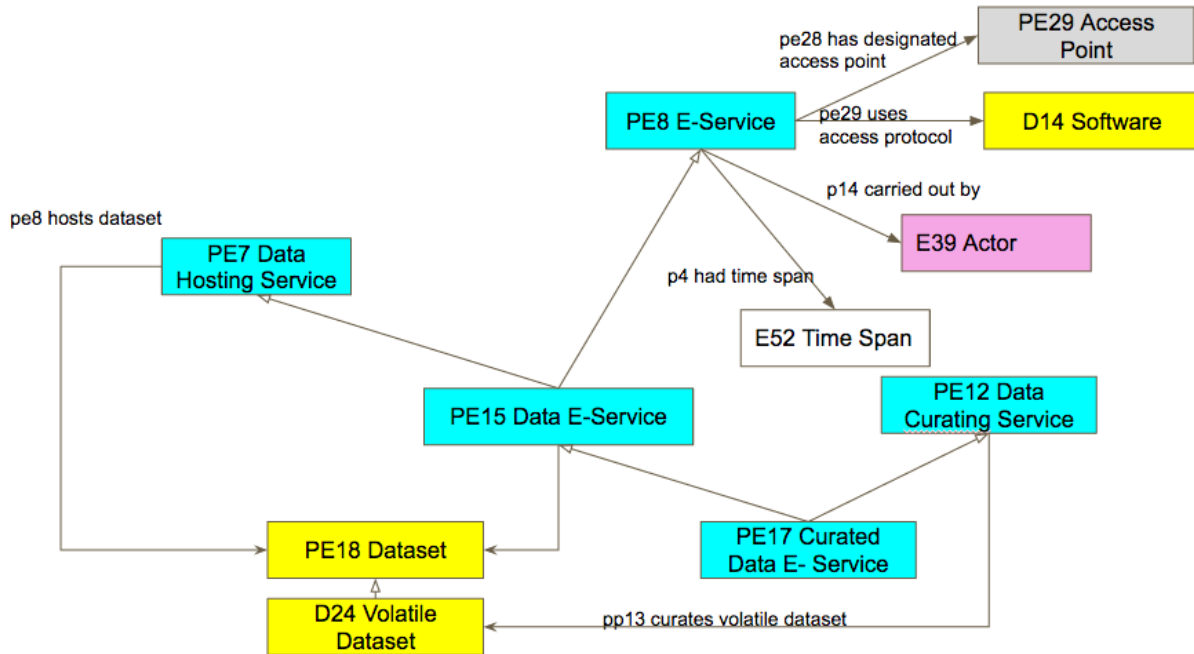 PE29 Access
Point
pe28 has designated
access point
PE8 E-Service
pe29 uses
access protocol
D14 Software
p14 carried out by
pe8 hosts dataset
E39 Actor
PE7 Data
Hosting Service
p4 had time span
E52 Time Span
PE12 Data
Curating Service
PE15 Data E-Service
PE17 Curated
Data E- Service
PE18 Dataset
D24 Volatile
Dataset
pp13 curates volatile dataset